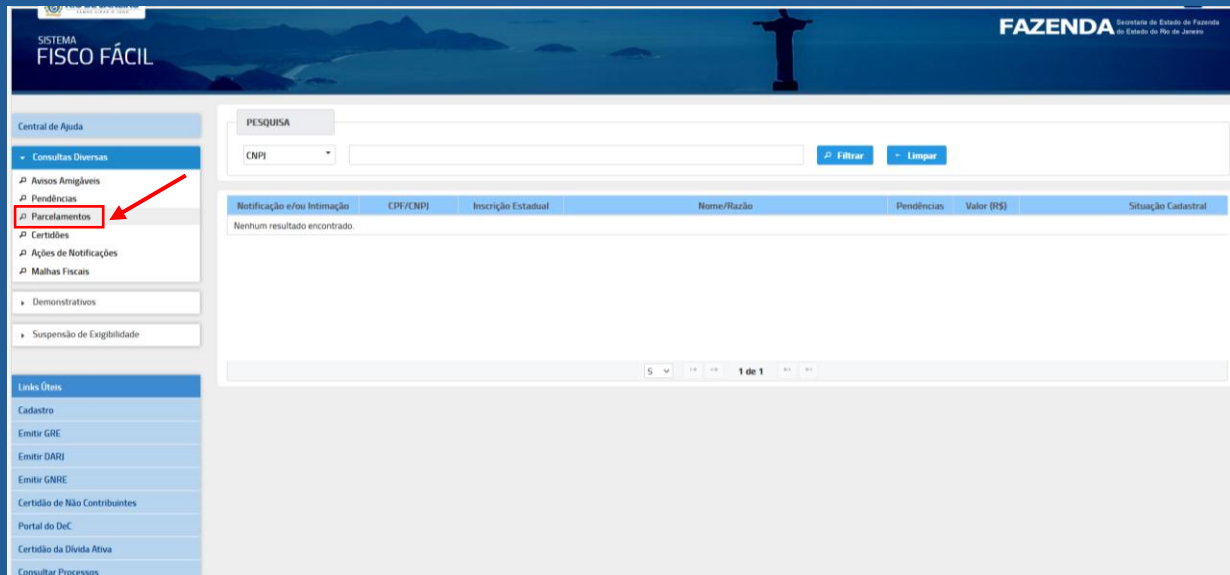 RIO DE JANEIRO
SISTEMA
FISCO FÁCIL
FAZENDA
Secretaria de Estado de Fazenda
do Estado do Rio de Janeiro
Central de Ajuda
Consultas Diversas
Avisos Amigáveis
Pendências
Parcelamentos
Certidões
Ações de Notificações
Malhas Fiscais
Demonstrativos
Suspensão de Exigibilidade
Links Úteis
Cadastro
Emitir GRE
Emitir DARJ
Emitir GNRE
Certidão de Não Contribuintes
Portal do DeC
Certidão da Dívida Ativa
Consultar Processos
PESQUISA
CNPJ
Filtrar
Limpar
Notificação e/ou Intimação CPF/CNPJ Inscrição Estadual Nome/Razão Pendências Valor (R$) Situação Cadastral
Nenhum resultado encontrado.
5 1 de 1